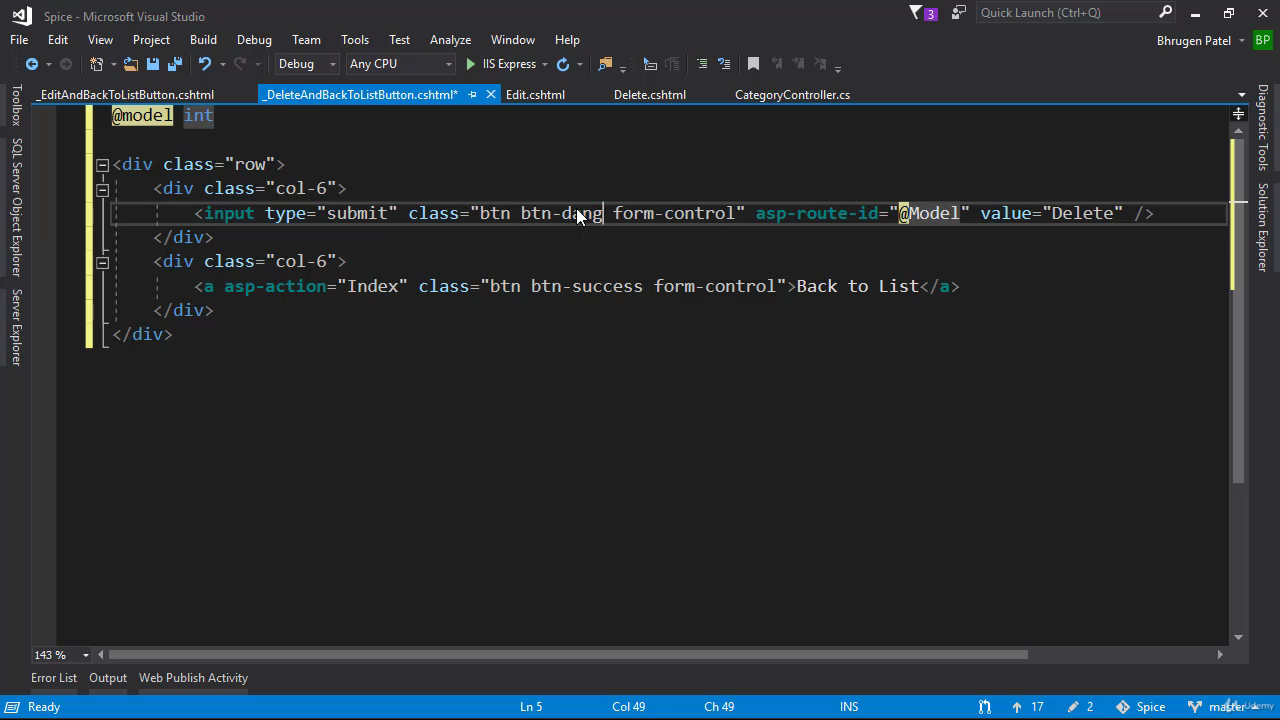 Spice - Microsoft Visual Studio
3
Quick Launch (Ctrl+Q)
File Edit View Project Build Debug Team Tools Test Analyze Window Help
Bhrugen Patel BP
Debug Any CPU IIS Express
_EditAndBackToListButton.cshtml _DeleteAndBackToListButton.cshtml* Edit.cshtml Delete.cshtml CategoryController.cs
Toolbox
SQL Server Object Explorer
Server Explorer
Diagnostic Tools
Solution Explorer
@model int
<div class="row">
<div class="col-6">
<input type="submit" class="btn btn-dang form-control" asp-route-id="@Model" value="Delete" />
</div>
<div class="col-6">
<a asp-action="Index" class="btn btn-success form-control">Back to List</a>
</div>
</div>
143 %
Error List Output Web Publish Activity
Ready Ln 5 Col 49 Ch 49 INS 17 2 Spice master
Udemy